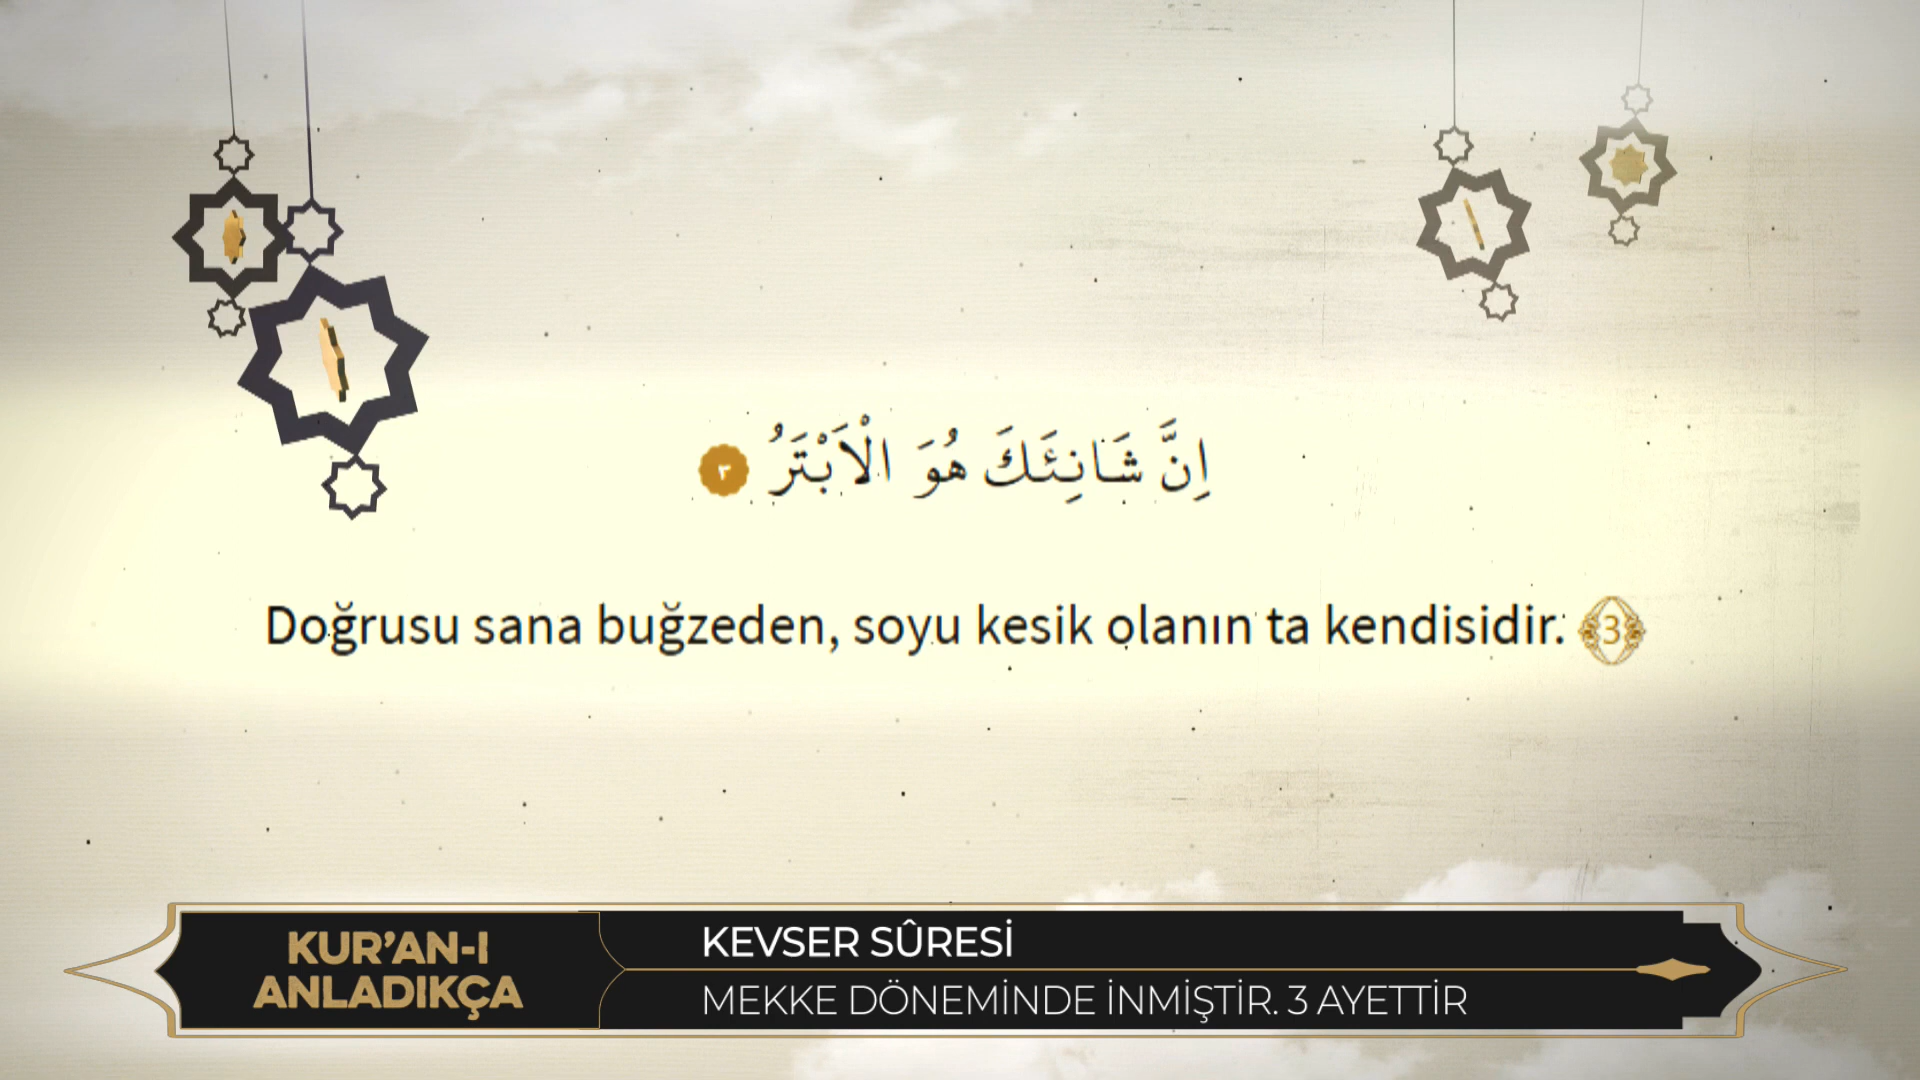 اِنَّ شَانِئَكَ هُوَ الْاَبْتَرُ ٣
Doğrusu sana buğzeden, soyu kesik olanın ta kendisidir. 3
KUR’AN-I
ANLADIKÇA
KEVSER SÛRESİ
MEKKE DÖNEMİNDE İNMİŞTİR. 3 AYETTİR